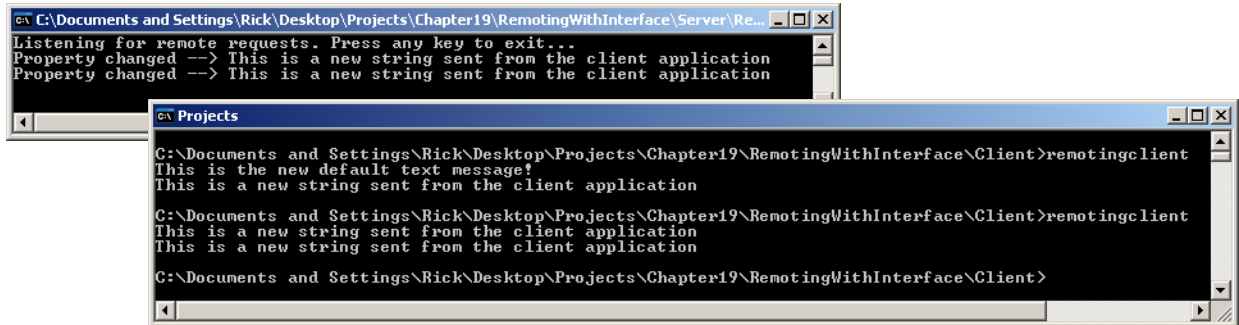 C:\Documents and Settings\Rick\Desktop\Projects\Chapter19\RemotingWithInterface\Server\Re...
Listening for remote requests. Press any key to exit...
Property changed --> This is a new string sent from the client application
Property changed --> This is a new string sent from the client application
Projects
C:\Documents and Settings\Rick\Desktop\Projects\Chapter19\RemotingWithInterface\Client>remotingclient
This is the new default text message!
This is a new string sent from the client application
C:\Documents and Settings\Rick\Desktop\Projects\Chapter19\RemotingWithInterface\Client>remotingclient
This is a new string sent from the client application
This is a new string sent from the client application
C:\Documents and Settings\Rick\Desktop\Projects\Chapter19\RemotingWithInterface\Client>